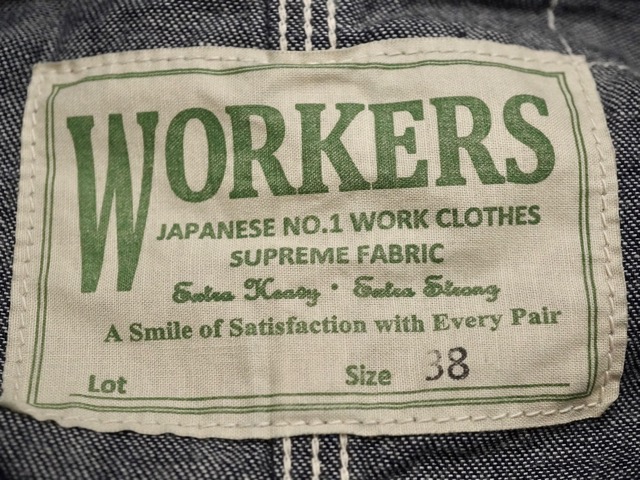 WORKERS
JAPANESE NO.1 WORK CLOTHES
SUPREME FABRIC
Extra Heavy · Extra Strong
A Smile of Satisfaction with Every Pair
Lot Size 38